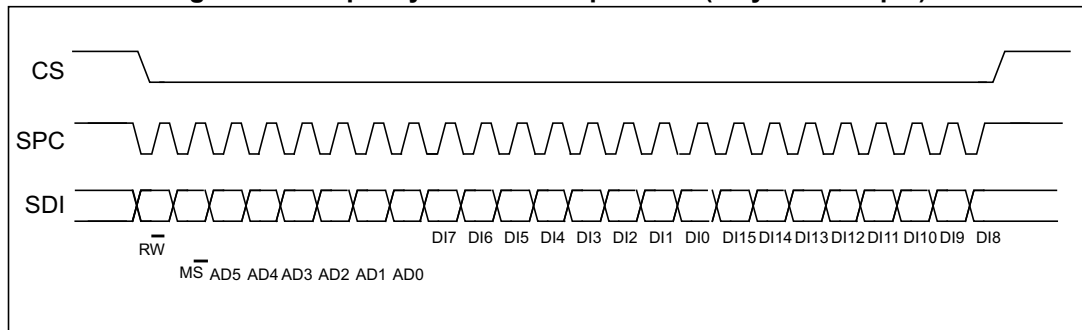 CS
SPC
SDI
DI7 DI6 DI5 DI4 DI3 DI2 DI1 DI0 DI15 DI14 DI13 DI12 DI11 DI10 DI9 DI8
RW
MS AD5 AD4 AD3 AD2 AD1 AD0